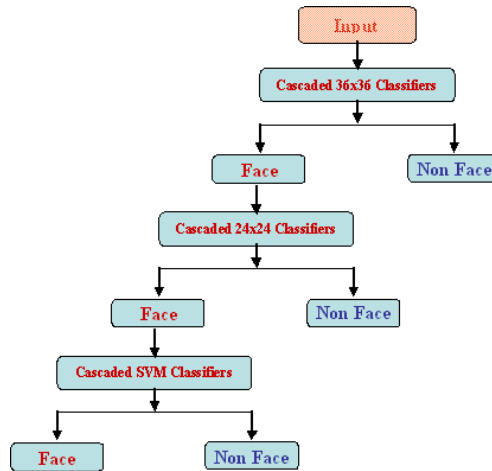 Input
Cascaded 36x36 Classifiers
Face
Non Face
Cascaded 24x24 Classifiers
Face
Non Face
Cascaded SVM Classifiers
Face
Non Face